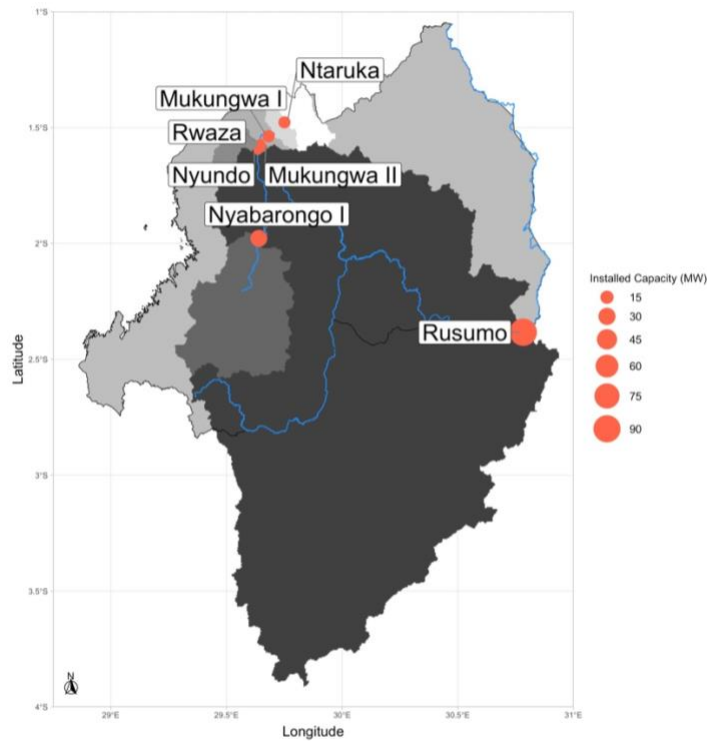 1°S
Ntaruka
Mukungwa I
1.5°S
Rwaza
Nyundo
Mukungwa II
Nyabarongo I
2°S
Installed Capacity (MW)
15
30
45
60
75
90
Rusumo
Latitude
2.5°S
3°S
3.5°S
N
4°S
29°E
29.5°E
30°E
30.5°E
31°E
Longitude